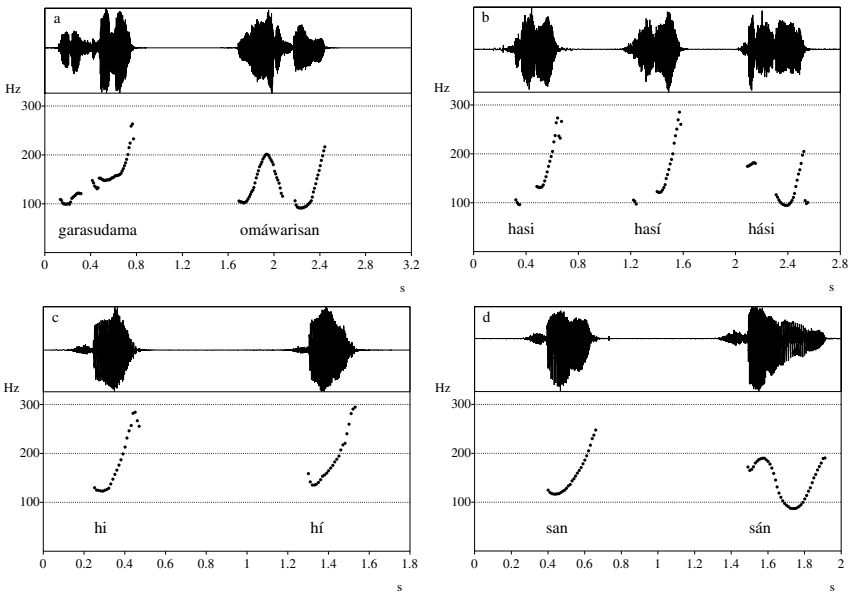 a
Hz
300
200
100
garasudama omáwarisan
0 0.4 0.8 1.2 1.6 2 2.4 3.2
s
b
Hz
300
200
100
hasi hasí hási
0 0.4 0.8 1.2 1.6 2 2.4 2.8
s
c
Hz
300
200
100
hi hí
0 0.2 0.4 0.6 0.8 1 1.2 1.4 1.6 1.8
s
d
Hz
300
200
100
san sán
0 0.2 0.4 0.6 0.8 1 1.2 1.4 1.6 1.8 2
s